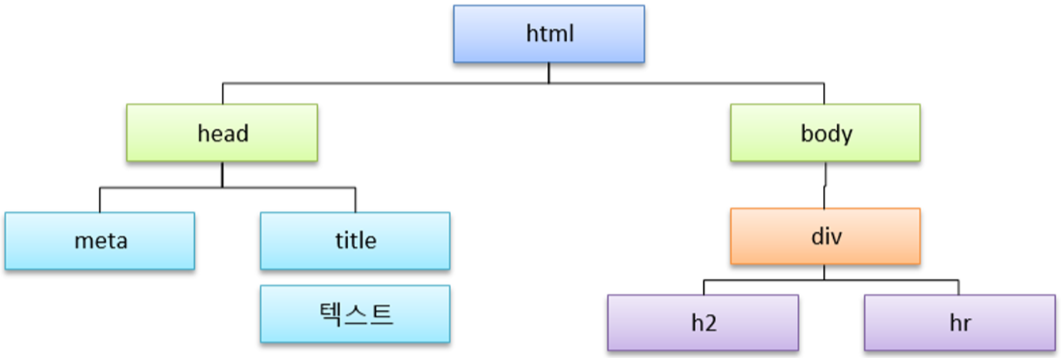 html
head
body
meta
title
div
텍스트
h2
hr